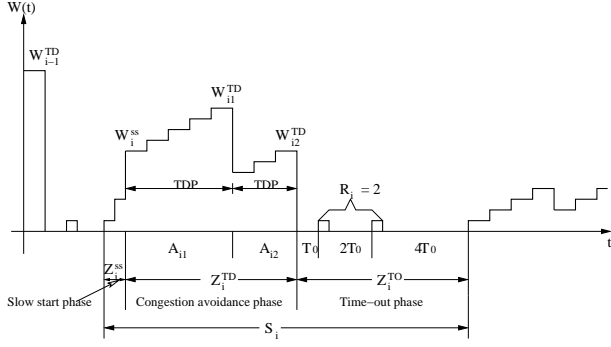 W(t)
W_{i-1}^{TD}
W_i^{ss}
W_{i1}^{TD}
W_{i2}^{TD}
TDP TDP
R_i = 2
A_{i1} A_{i2} T_0 2T_0 4T_0 t
Z_i^{ss} Z_i^{TD} Z_i^{TO}
Slow start phase Congestion avoidance phase Time-out phase
S_i